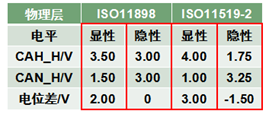 物理层 ISO11898 ISO11519-2
电平 显性 隐性 显性 隐性
CAH_H/V 3.50 3.00 4.00 1.75
CAN_H/V 1.50 3.00 1.00 3.25
电位差/V 2.00 0 3.00 -1.50